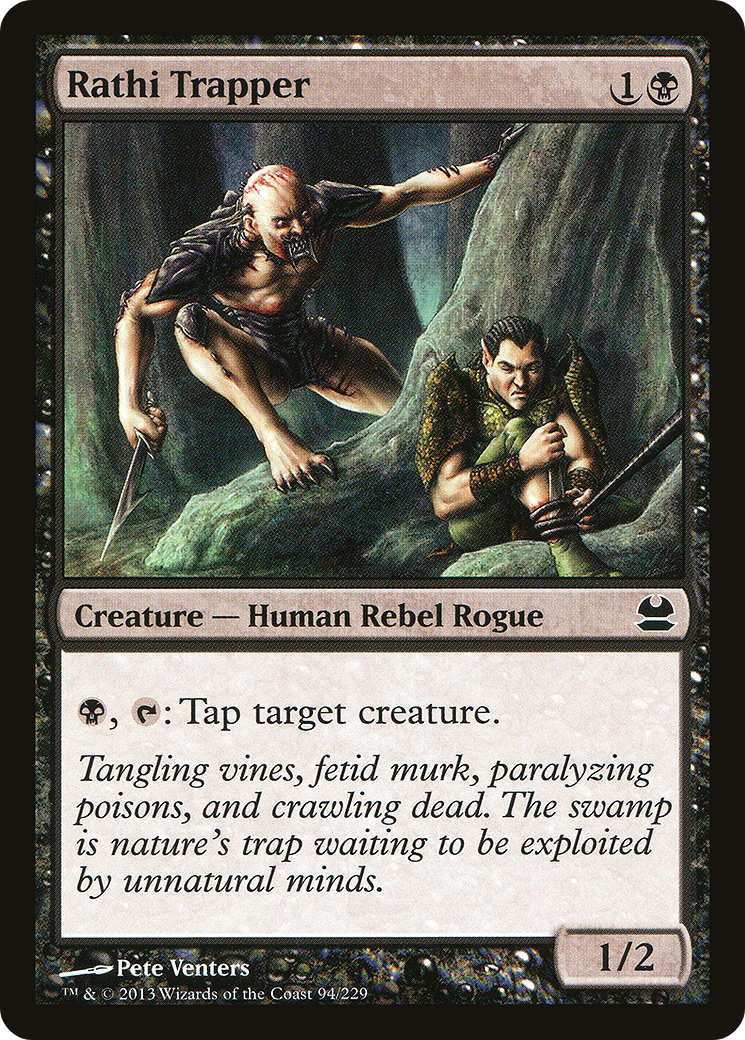 Rathi Trapper 1
Creature — Human Rebel Rogue
, : Tap target creature.
Tangling vines, fetid murk, paralyzing
poisons, and crawling dead. The swamp
is nature's trap waiting to be exploited
by unnatural minds.
1/2
Pete Venters
™ & © 2013 Wizards of the Coast 94/229